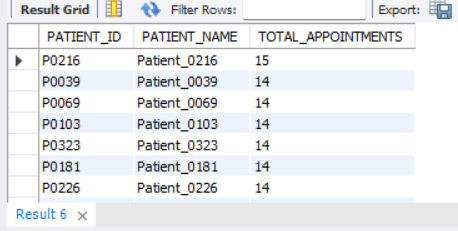 Result Grid Filter Rows: Export:
PATIENT_ID PATIENT_NAME TOTAL_APPOINTMENTS
P0216 Patient_0216 15
P0039 Patient_0039 14
P0069 Patient_0069 14
P0103 Patient_0103 14
P0323 Patient_0323 14
P0181 Patient_0181 14
P0226 Patient_0226 14
Result 6 ×